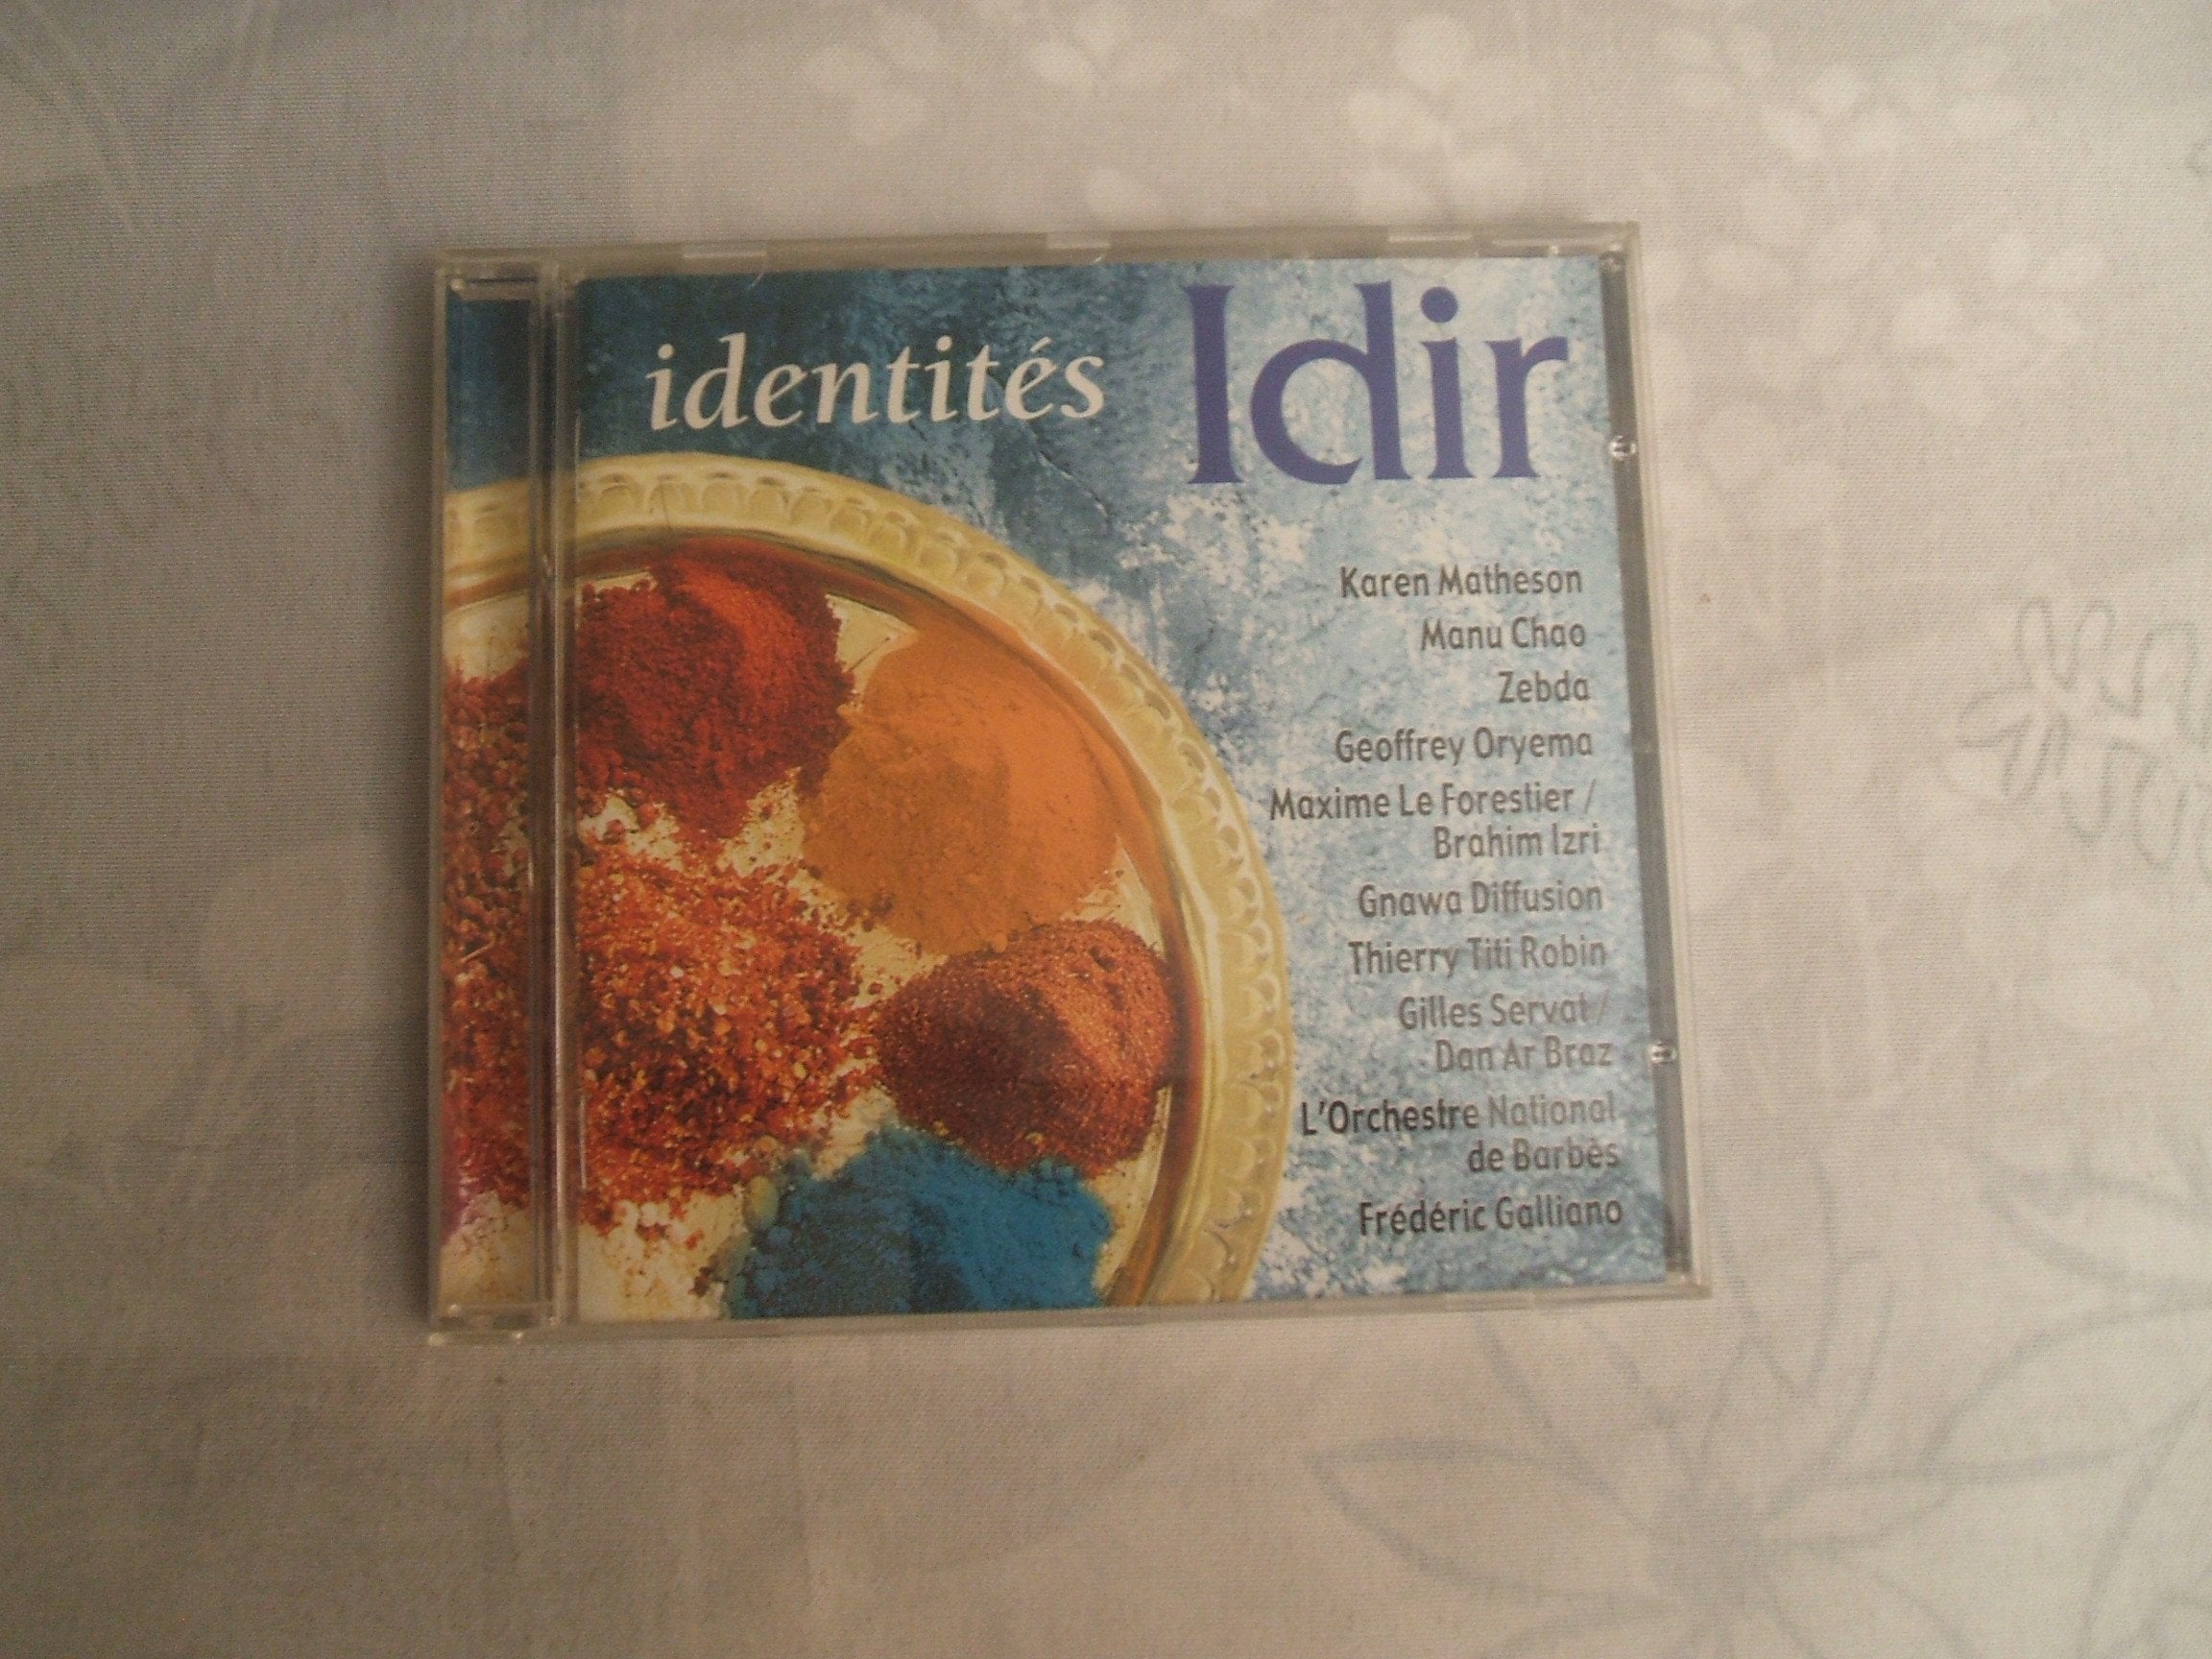 identités
Idir
Karen Matheson
Manu Chao
Zebda
Geoffrey Oryema
Maxime Le Forestier /
Brahim Izri
Gnawa Diffusion
Thierry Titi Robin
Gilles Servat /
Dan Ar Braz
L'Orchestre National
de Barbès
Frédéric Galliano